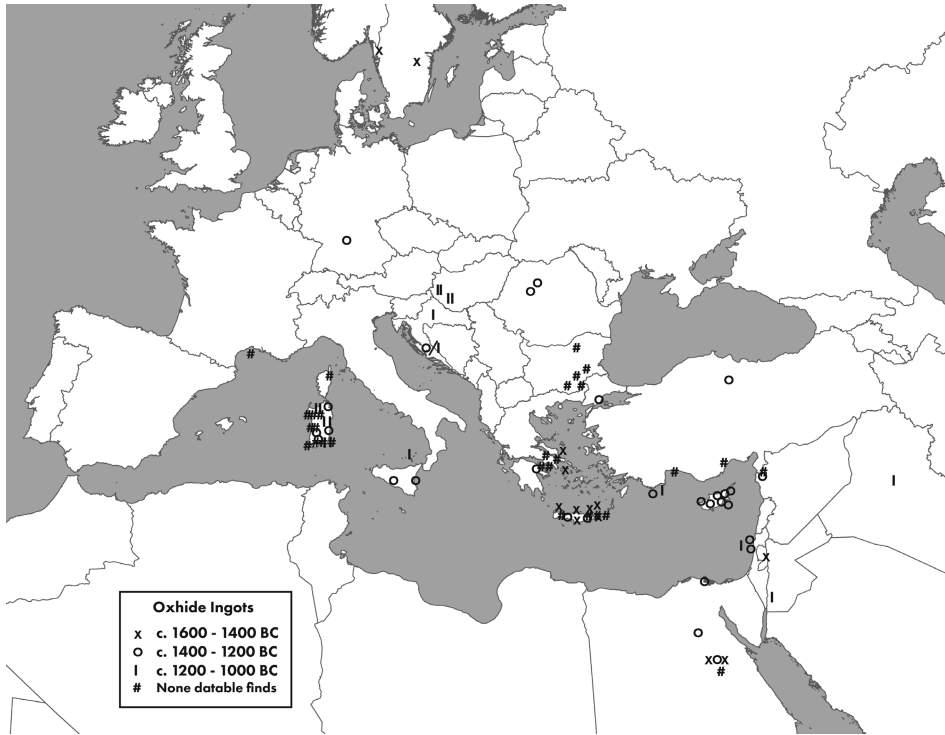 Oxhide Ingots
x c. 1600 - 1400 BC
o c. 1400 - 1200 BC
I c. 1200 - 1000 BC
# None datable finds